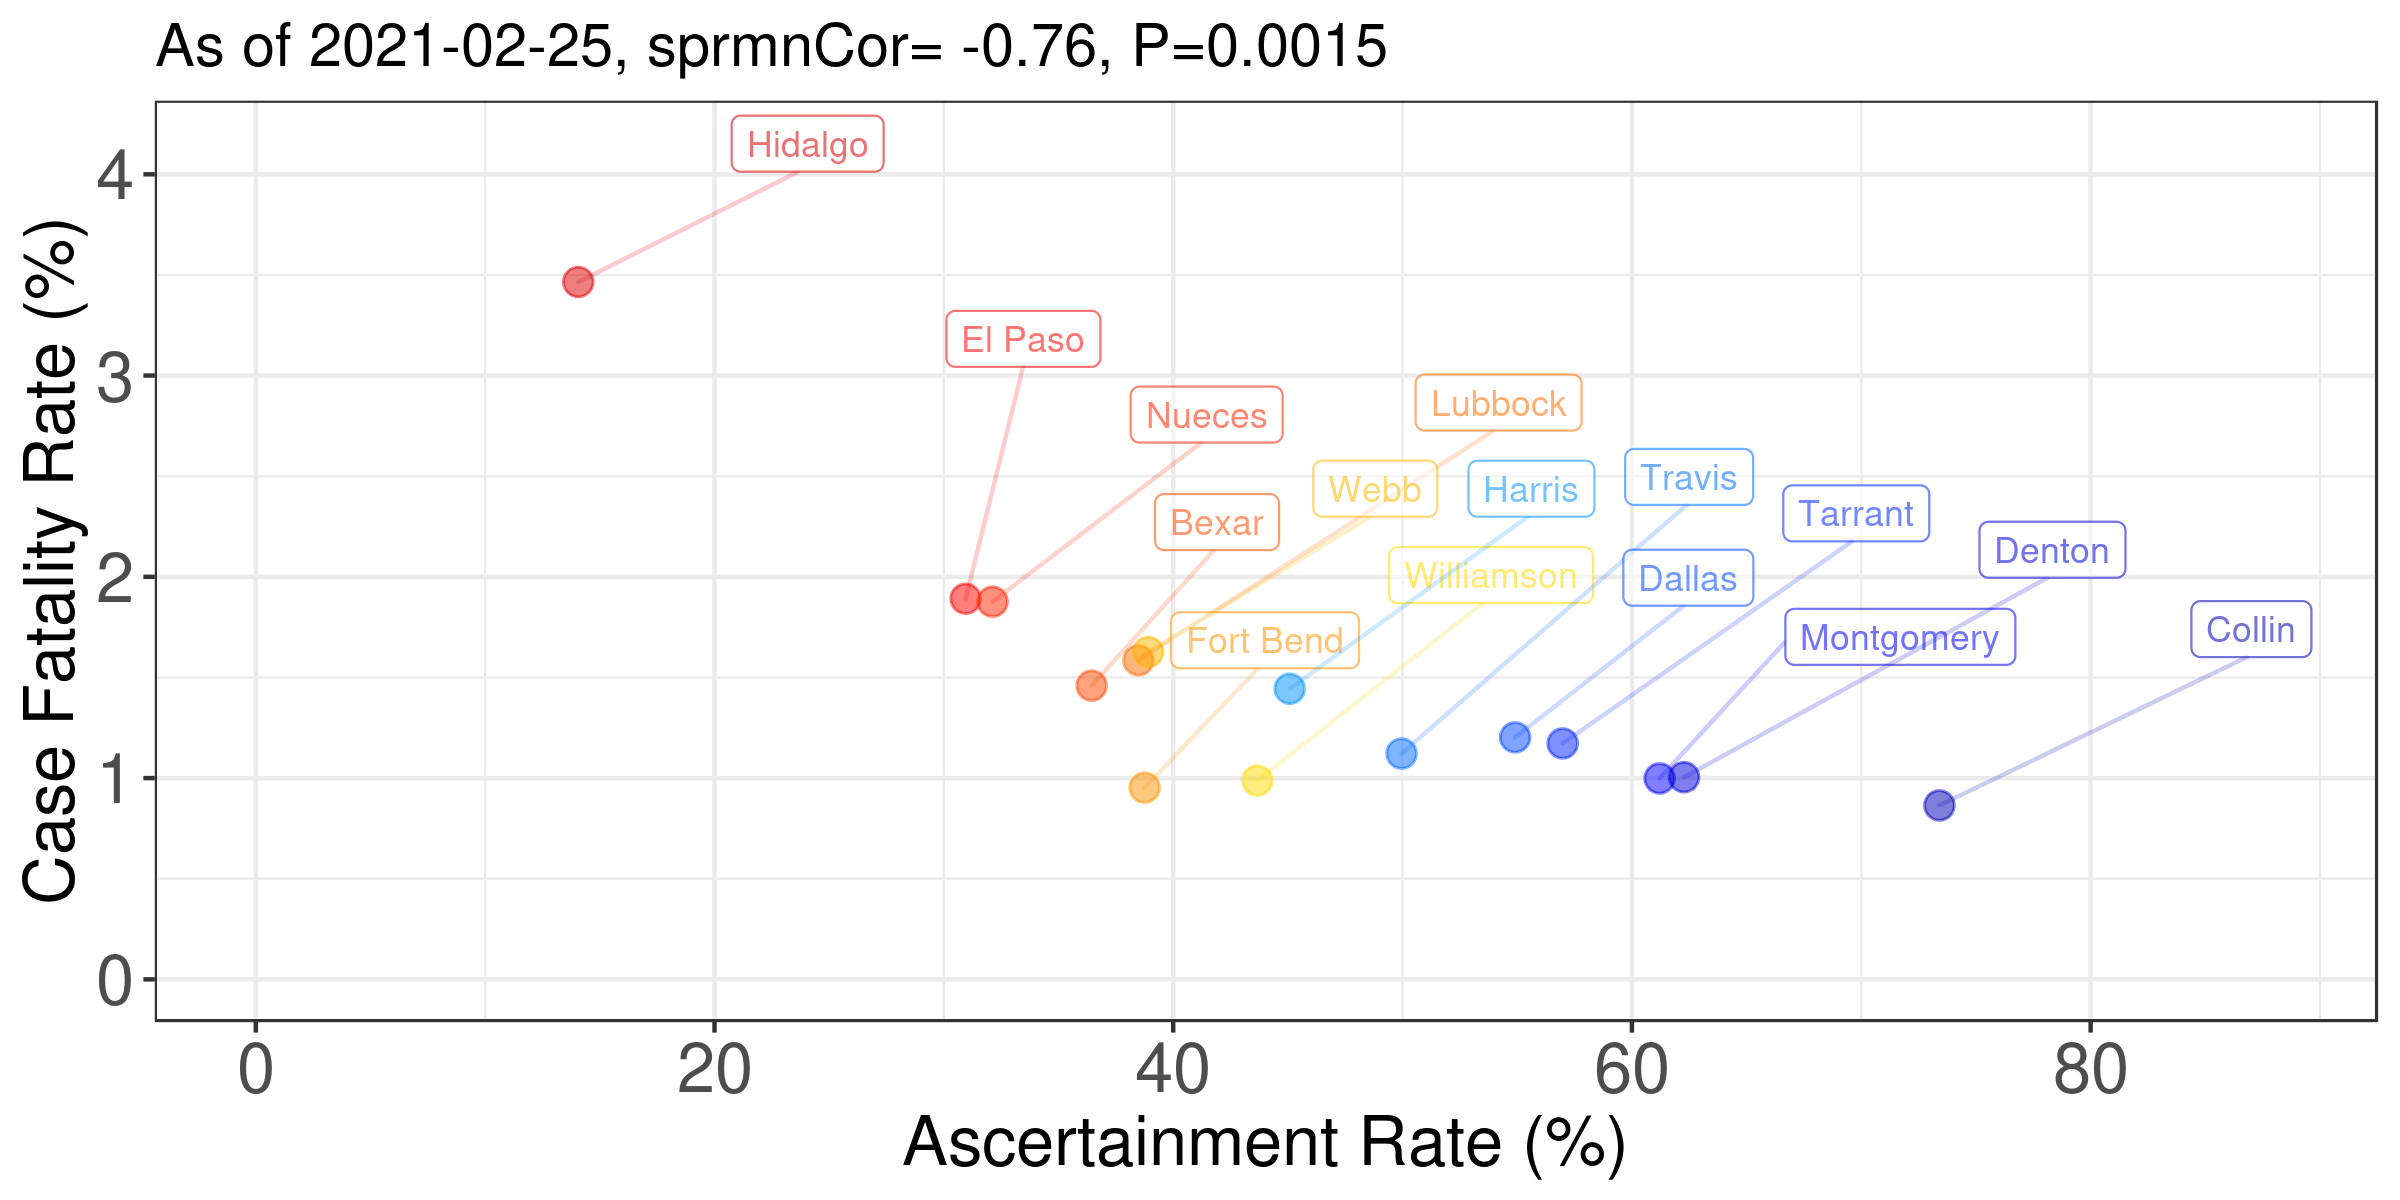 As of 2021-02-25, sprmnCor= -0.76, P=0.0015
Case Fatality Rate (%)
4
3
2
1
0
Hidalgo
El Paso
Nueces
Lubbock
Webb
Harris
Travis
Bexar
Tarrant
Denton
Williamson
Dallas
Fort Bend
Montgomery
Collin
0 20 40 60 80
Ascertainment Rate (%)